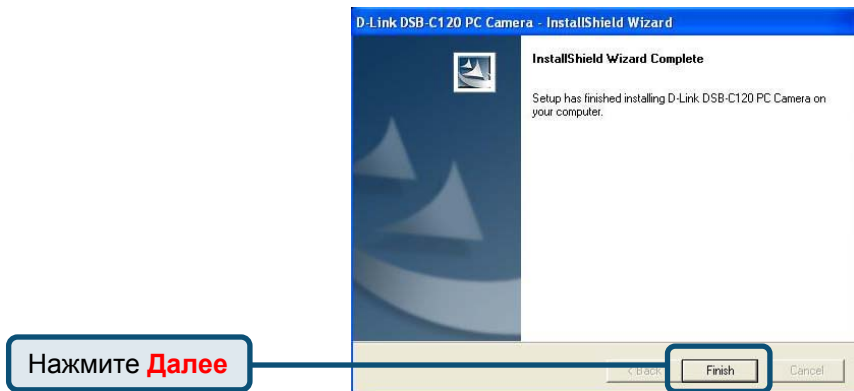 D-Link DSB-C120 PC Camera - InstallShield Wizard
InstallShield Wizard Complete
Setup has finished installing D-Link DSB-C120 PC Camera on
your computer.
Нажмите Далее
< Back Finish Cancel